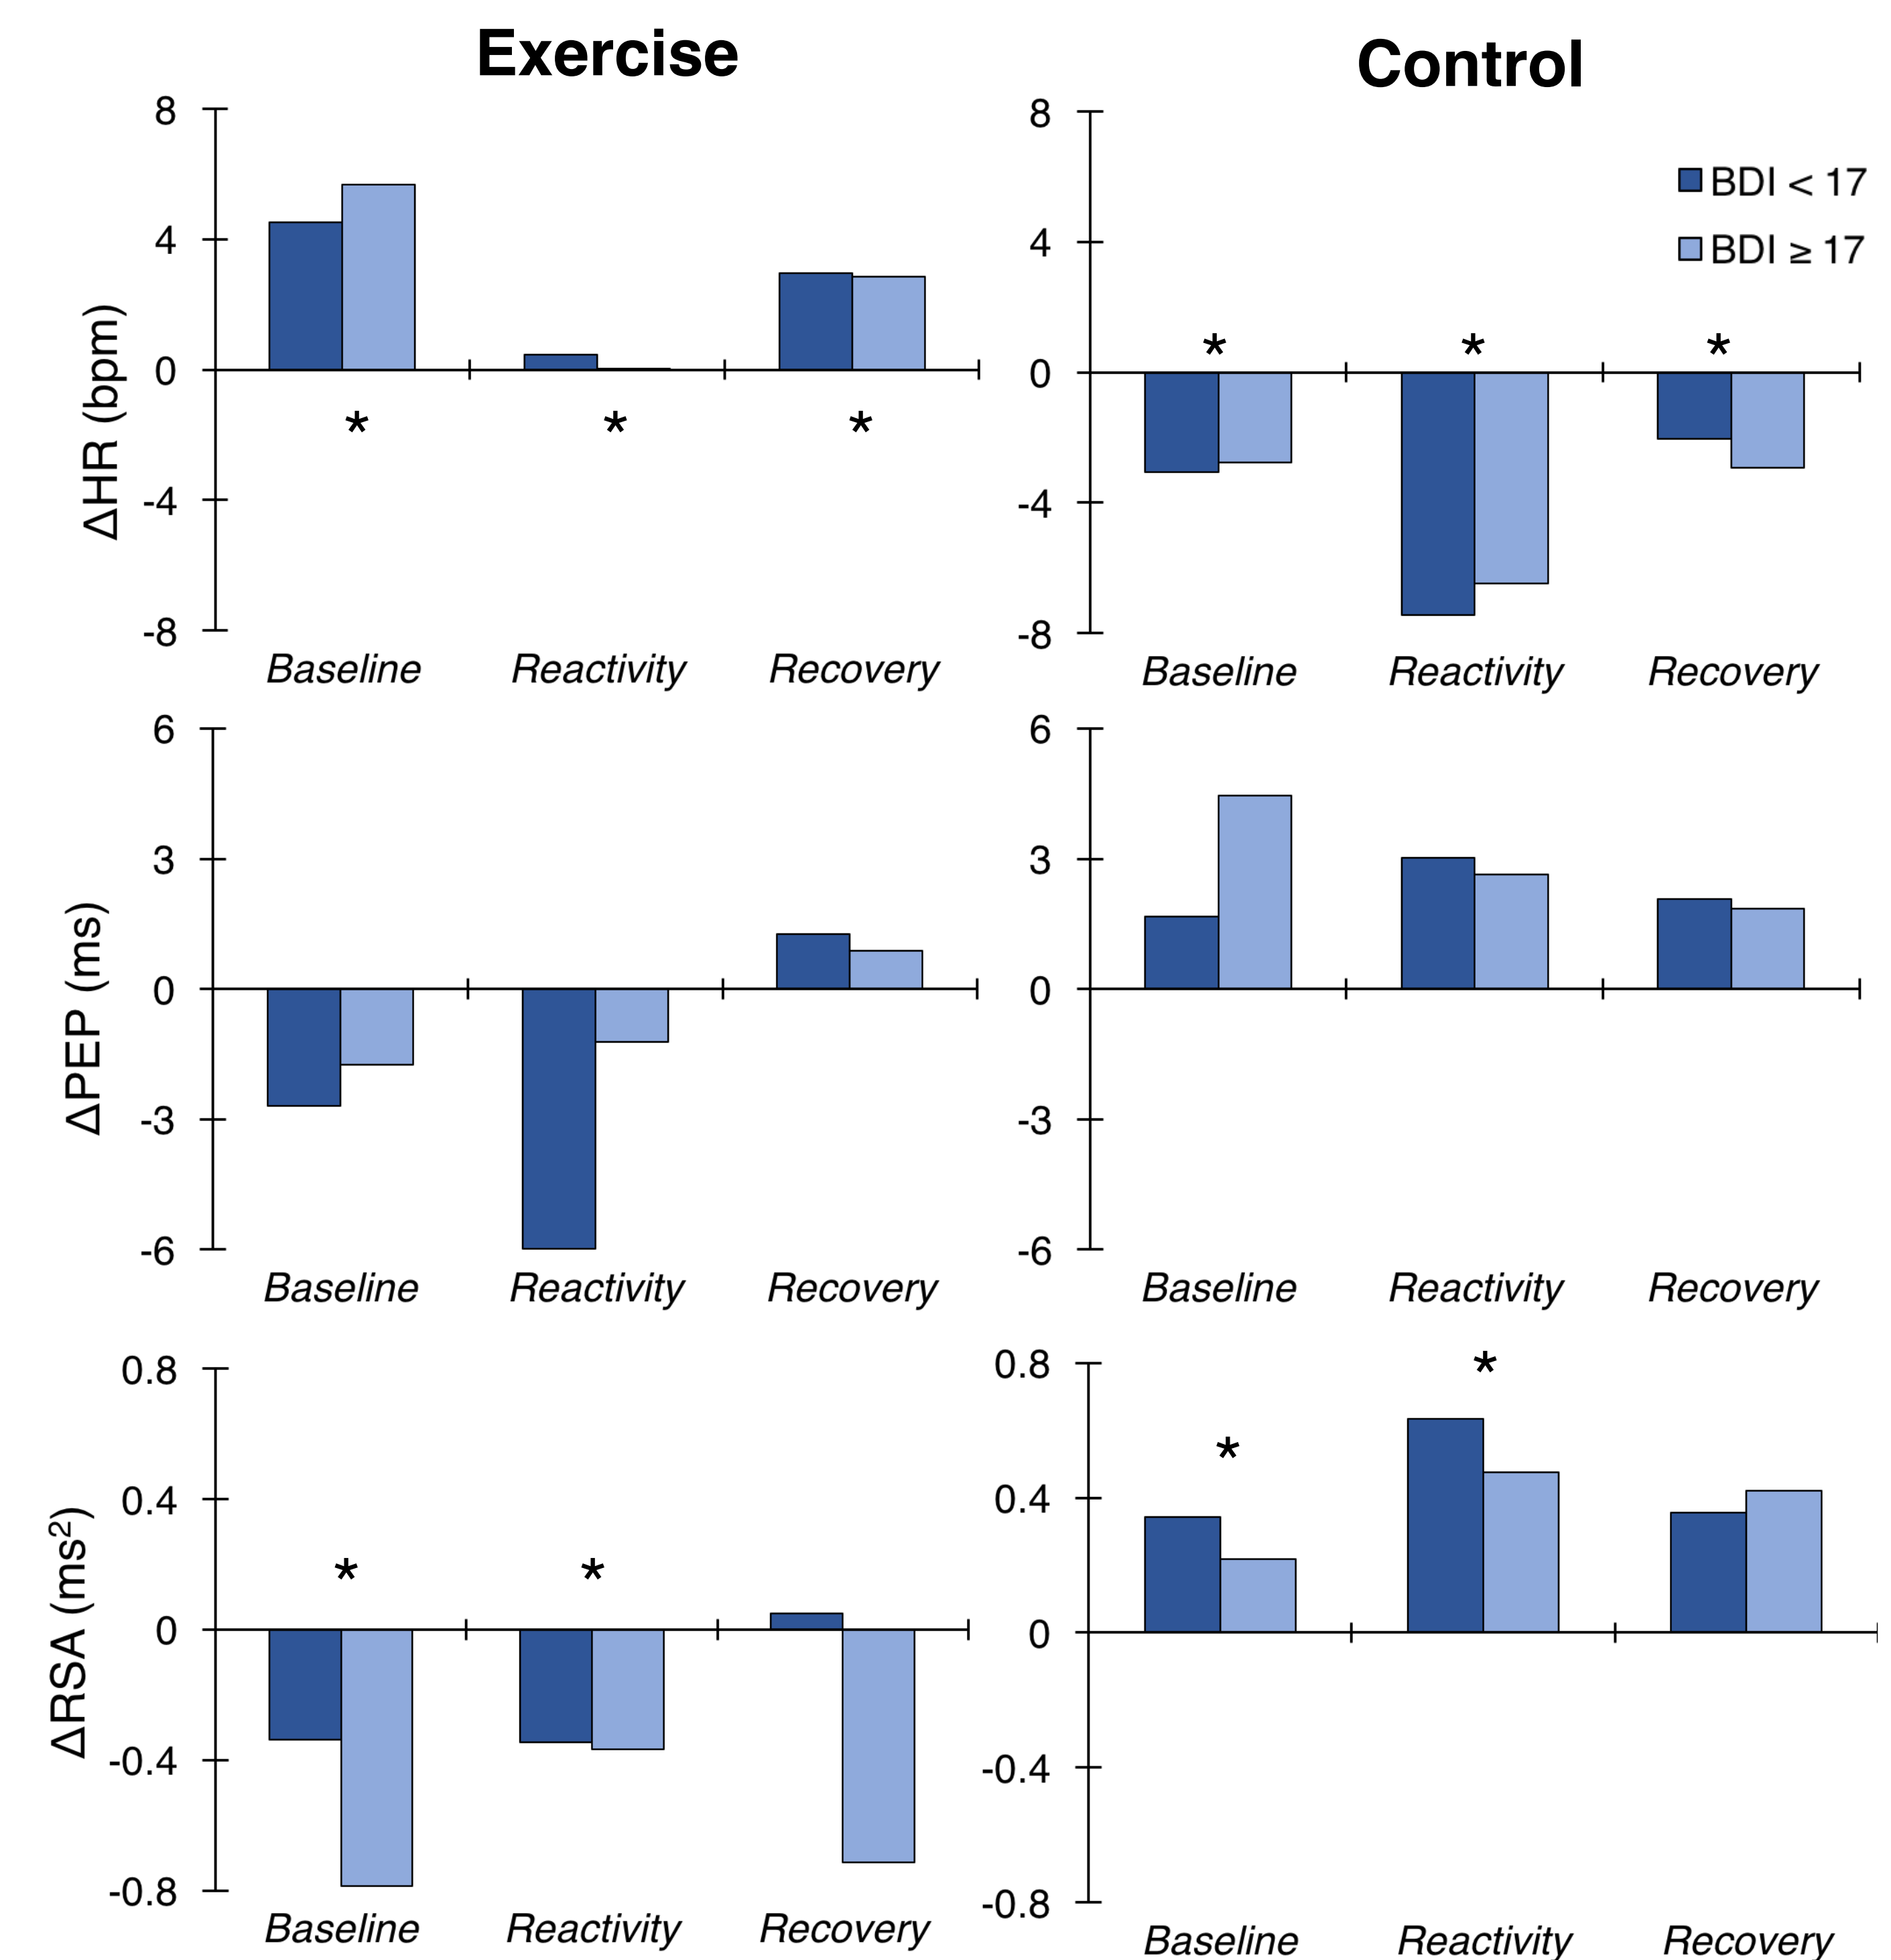 Exercise
Control
8
4
0
-4
-8
ΔHR (bpm)
* * *
Baseline Reactivity Recovery
8
4
0
-4
-8
* * *
BDI < 17
BDI ≥ 17
Baseline Reactivity Recovery
6
3
0
-3
-6
ΔPEP (ms)
Baseline Reactivity Recovery
6
3
0
-3
-6
Baseline Reactivity Recovery
0.8
0.4
0
-0.4
-0.8
ΔRSA (ms²)
* *
Baseline Reactivity Recovery
0.8
0.4
0
-0.4
-0.8
* *
Baseline Reactivity Recovery